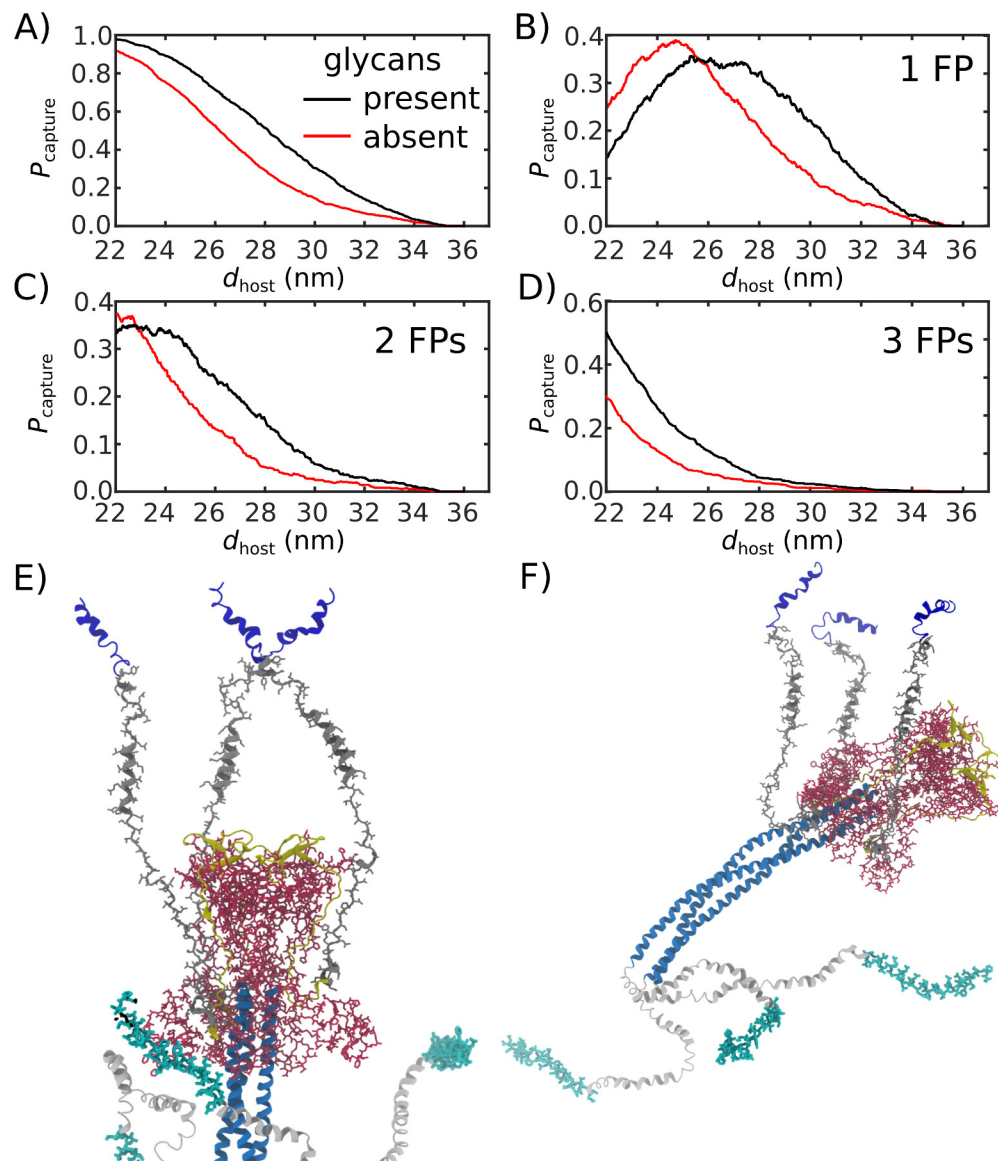 A)
1.0
0.8
0.6
0.4
0.2
0.0
P_capture
glycans
present
absent
22 24 26 28 30 32 34 36
d_host (nm)
B)
0.4
0.3
0.2
0.1
0.0
P_capture
1 FP
22 24 26 28 30 32 34 36
d_host (nm)
C)
0.4
0.3
0.2
0.1
0.0
P_capture
2 FPs
22 24 26 28 30 32 34 36
d_host (nm)
D)
0.6
0.4
0.2
0.0
P_capture
3 FPs
22 24 26 28 30 32 34 36
d_host (nm)
E)
F)